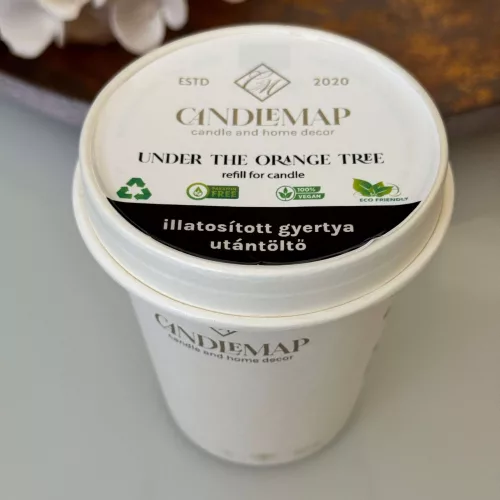 ESTD 2020
CANDLEMAP
candle and home decor
UNDER THE ORANGE TREE
refill for candle
FREE
100%
VEGAN
ECO FRIENDLY
illatosított gyertya
utántöltő
CANDLEMAP
candle and home decor